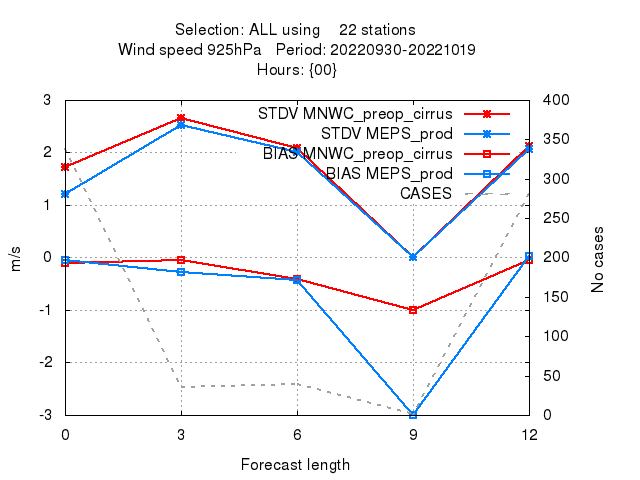 Selection: ALL using    22 stations
Wind speed 925hPa   Period: 20220930-20221019
Hours: {00}
STDV MNWC_preop_cirrus
STDV MEPS_prod
BIAS MNWC_preop_cirrus
BIAS MEPS_prod
CASES
3
2
1
0
-1
-2
-3
m/s
400
350
300
250
200
150
100
50
0
No cases
0 3 6 9 12
Forecast length